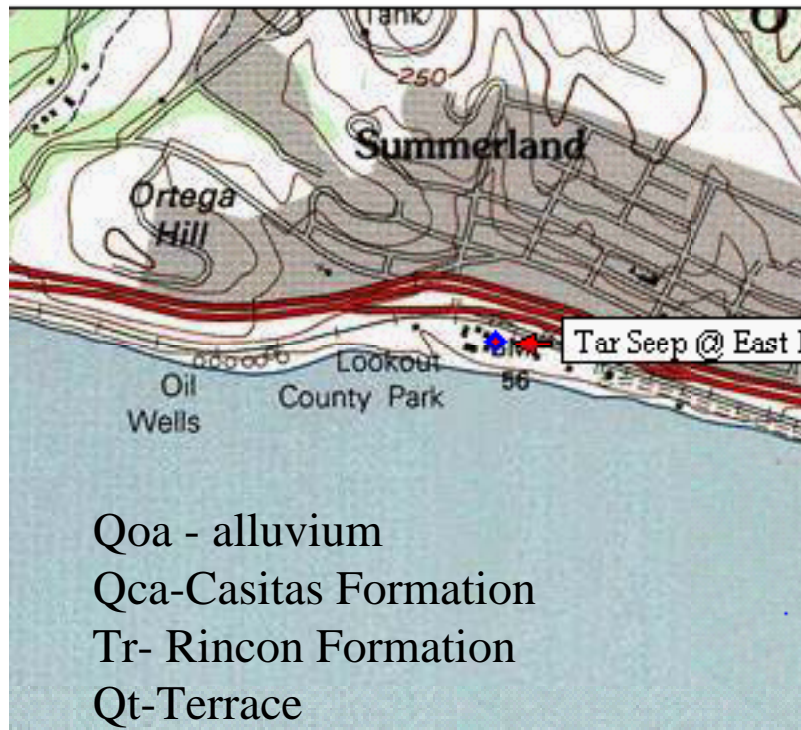 Tank
250
Summerland
Ortega
Hill
Tar Seep @ East
Lookout
County Park
BM
56
Oil
Wells
Qoa - alluvium
Qca-Casitas Formation
Tr- Rincon Formation
Qt-Terrace